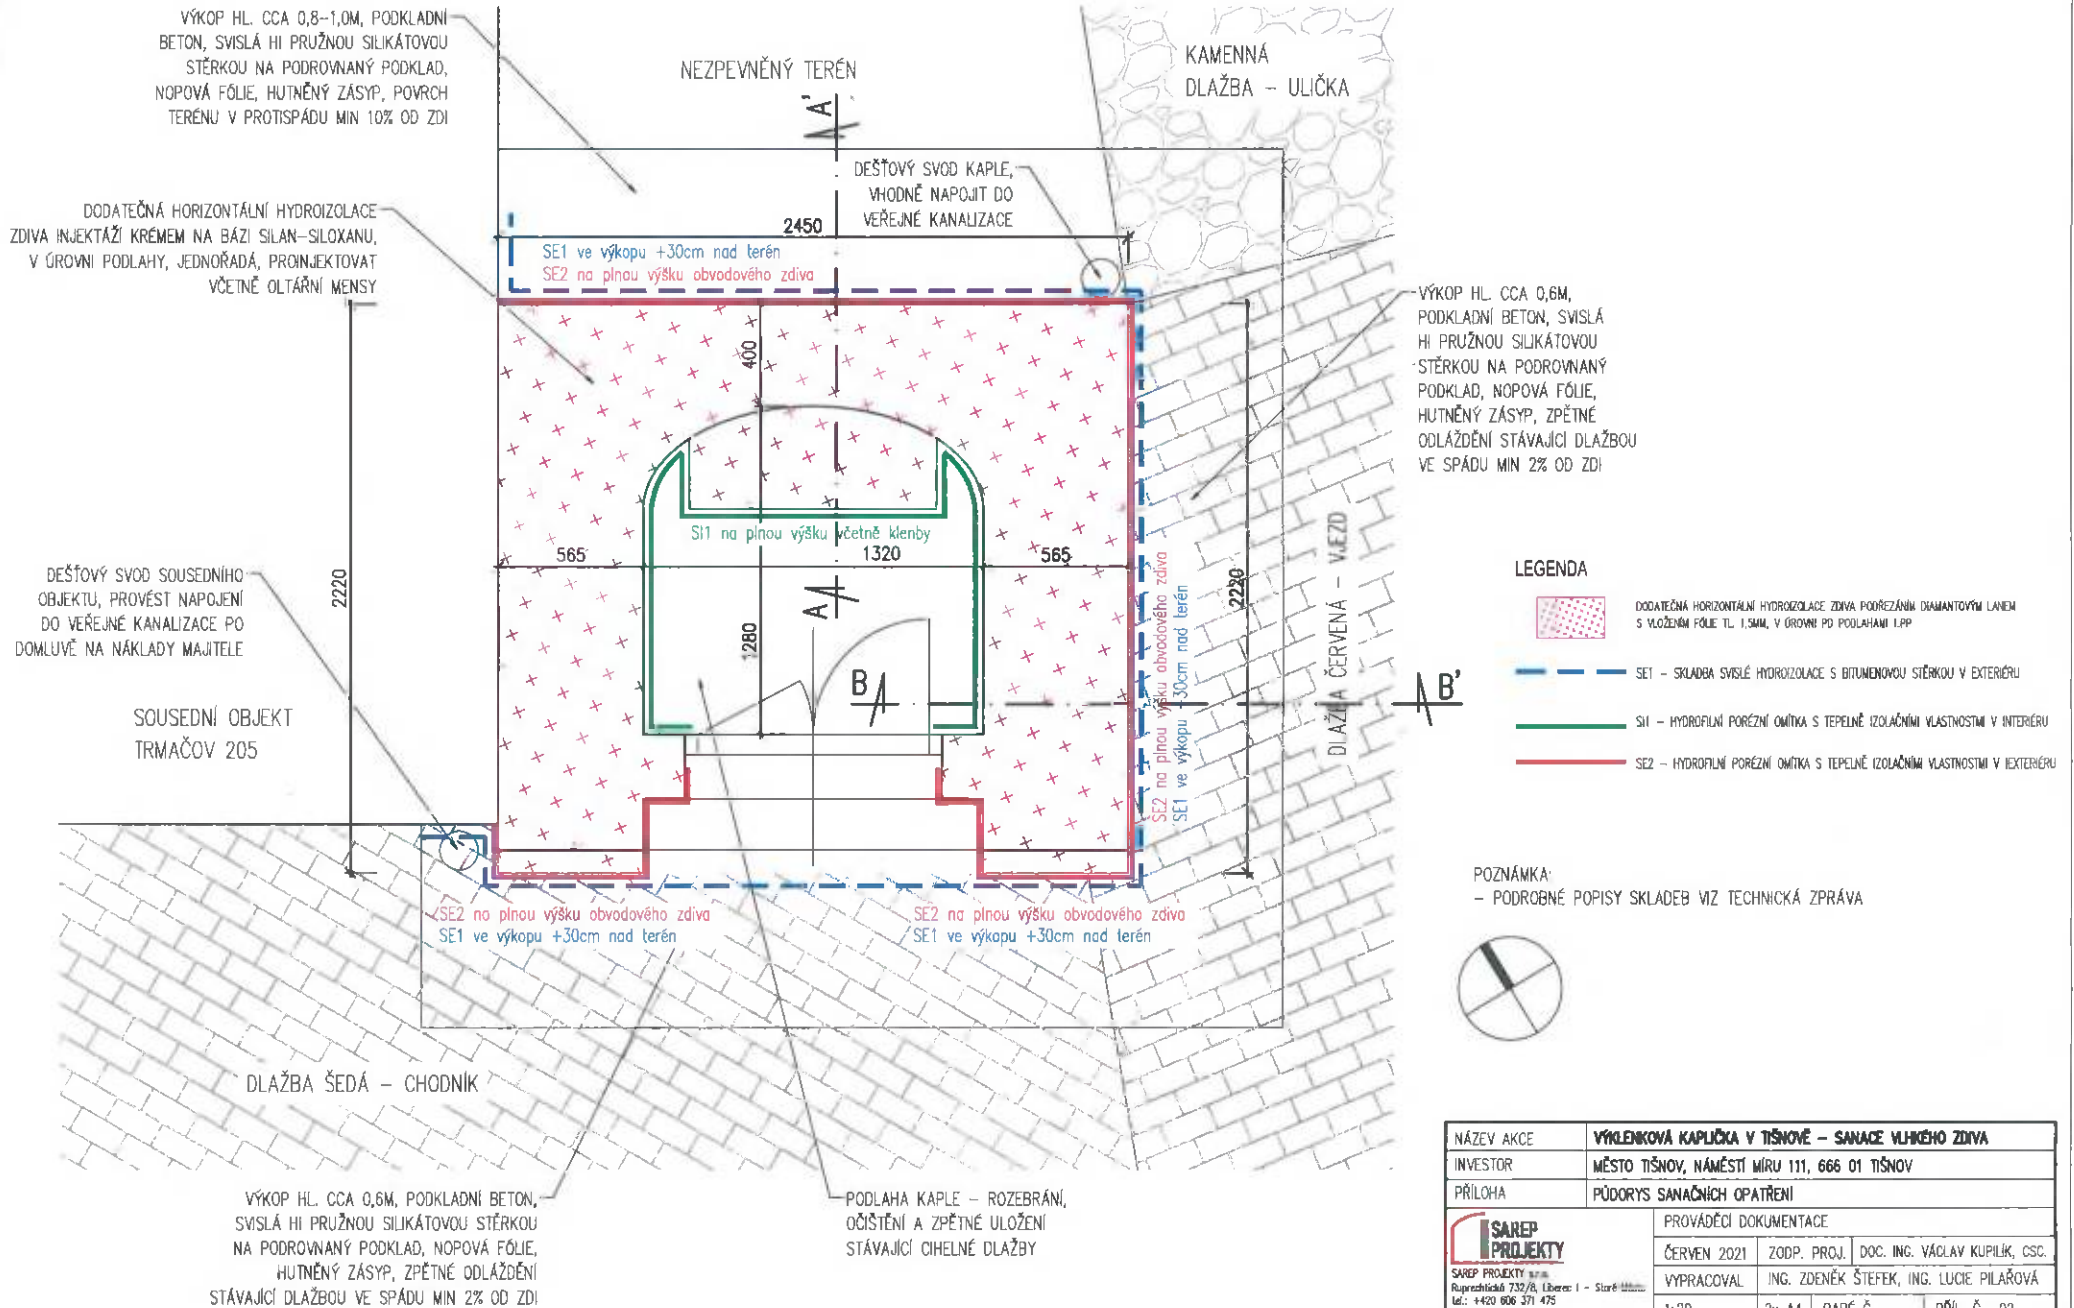 VÝKOP HL. CCA 0,8–1,0M, PODKLADNÍ
BETON, SVISLÁ HI PRUŽNOU SILIKÁTOVOU
STĚRKOU NA PODROVNANÝ PODKLAD,
NOPOVÁ FÓLIE, HUTNĚNÝ ZÁSYP, POVRCH
TERÉNU V PROTISPÁDU MIN 10% OD ZDI
NEZPEVNĚNÝ TERÉN
KAMENNÁ
DLAŽBA – ULIČKA
A'
DEŠŤOVÝ SVOD KAPLE,
VHODNĚ NAPOJIT DO
VEŘEJNÉ KANALIZACE
DODATEČNÁ HORIZONTÁLNÍ HYDROIZOLACE
ZDIVA INJEKTÁŽÍ KRÉMEM NA BÁZI SILAN–SILOXANU,
V ÚROVNI PODLAHY, JEDNOŘADÁ, PROINJEKTOVAT
VČETNĚ OLTÁŘNÍ MENSY
2450
SE1 ve výkopu +30cm nad terén
SE2 na plnou výšku obvodového zdiva
VÝKOP HL. CCA 0,6M,
PODKLADNÍ BETON, SVISLÁ
HI PRUŽNOU SILIKÁTOVOU
STĚRKOU NA PODROVNANÝ
PODKLAD, NOPOVÁ FÓLIE,
HUTNĚNÝ ZÁSYP, ZPĚTNÉ
ODLÁŽDĚNÍ STÁVAJÍCÍ DLAŽBOU
VE SPÁDU MIN 2% OD ZDI
400
SI1 na plnou výšku včetně klenby
565
1320
565
2220
2220
A
1280
B
B'
SE2 na plnou výšku obvodového zdiva
SE1 ve výkopu +30cm nad terén
DLAŽBA ČERVENÁ – VJEZD
DEŠŤOVÝ SVOD SOUSEDNÍHO
OBJEKTU, PROVÉST NAPOJENÍ
DO VEŘEJNÉ KANALIZACE PO
DOMLUVĚ NA NÁKLADY MAJITELE
SOUSEDNÍ OBJEKT
TRMAČOV 205
LEGENDA
DODATEČNÁ HORIZONTÁLNÍ HYDROIZOLACE ZDIVA PODŘEZÁNÍM DIAMANTOVÝM LANEM
S VLOŽENÍM FÓLIE TL. 1,5MM, V ÚROVNI PD PODLAHAMI 1.PP
SE1 – SKLADBA SVISLÉ HYDROIZOLACE S BITUMENOVOU STĚRKOU V EXTERIÉRU
SI1 – HYDROFILNÍ PORÉZNÍ OMÍTKA S TEPELNĚ IZOLAČNÍMI VLASTNOSTMI V INTERIÉRU
SE2 – HYDROFILNÍ PORÉZNÍ OMÍTKA S TEPELNĚ IZOLAČNÍMI VLASTNOSTMI V EXTERIÉRU
POZNÁMKA:
– PODROBNÉ POPISY SKLADEB VIZ TECHNICKÁ ZPRÁVA
SE2 na plnou výšku obvodového zdiva
SE1 ve výkopu +30cm nad terén
SE2 na plnou výšku obvodového zdiva
SE1 ve výkopu +30cm nad terén
DLAŽBA ŠEDÁ – CHODNÍK
VÝKOP HL. CCA 0,6M, PODKLADNÍ BETON,
SVISLÁ HI PRUŽNOU SILIKÁTOVOU STĚRKOU
NA PODROVNANÝ PODKLAD, NOPOVÁ FÓLIE,
HUTNĚNÝ ZÁSYP, ZPĚTNÉ ODLÁŽDĚNÍ
STÁVAJÍCÍ DLAŽBOU VE SPÁDU MIN 2% OD ZDI
PODLAHA KAPLE – ROZEBRÁNÍ,
OČIŠTĚNÍ A ZPĚTNÉ ULOŽENÍ
STÁVAJÍCÍ CIHELNÉ DLAŽBY
NÁZEV AKCE VÝKLENKOVÁ KAPLIČKA V TIŠNOVĚ – SANACE VLHKÉHO ZDIVA
INVESTOR MĚSTO TIŠNOV, NÁMĚSTÍ MÍRU 111, 666 01 TIŠNOV
PŘÍLOHA PŮDORYS SANAČNÍCH OPATŘENÍ
SAREP
PROJEKTY
SAREP PROJEKTY s.r.o.
Ruprechtická 732/8, Liberec I – Staré
tel.: +420 606 371 475
PROVÁDĚCÍ DOKUMENTACE
ČERVEN 2021 ZODP. PROJ. DOC. ING. VÁCLAV KUPILÍK, CSC.
VYPRACOVAL ING. ZDENĚK ŠTEFEK, ING. LUCIE PILAŘOVÁ